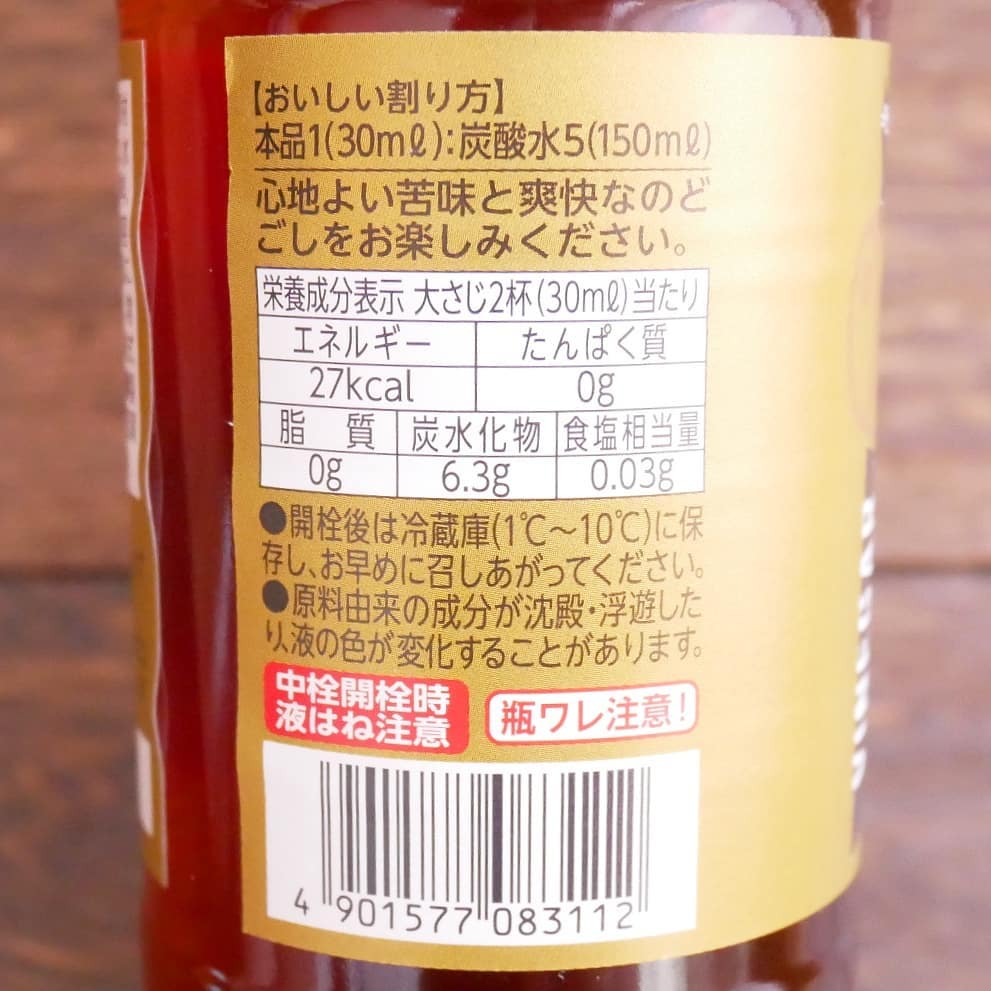 【おいしい割り方】
本品1(30mℓ):炭酸水5(150mℓ)
心地よい苦味と爽快なのど
ごしをお楽しみください。
栄養成分表示 大さじ2杯(30mℓ)当たり
エネルギー たんぱく質
27kcal 0g
脂 質 炭水化物 食塩相当量
0g 6.3g 0.03g
●開栓後は冷蔵庫(1℃～10℃)に保
存し、お早めに召しあがってください。
●原料由来の成分が沈殿・浮遊した
り、液の色が変化することがあります。
中栓開栓時
液はね注意
瓶ワレ注意!
4 901577 083112